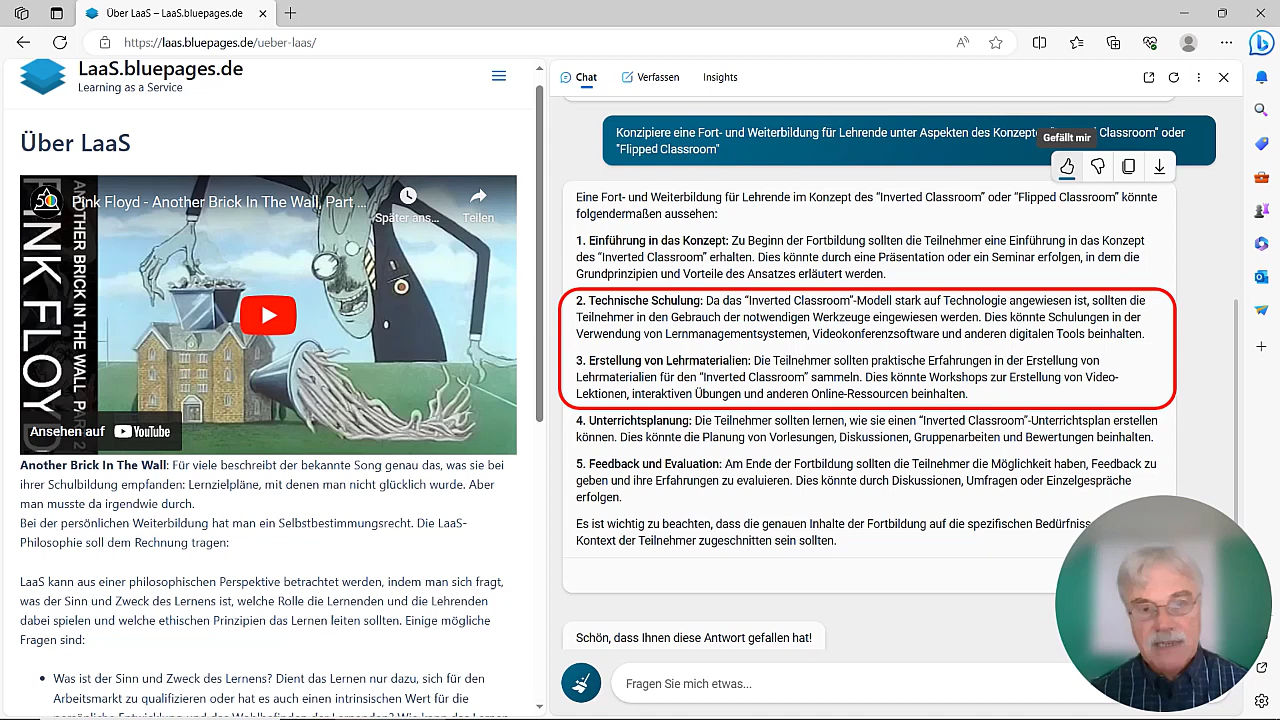 Über LaaS – LaaS.bluepages.de
https://laas.bluepages.de/ueber-laas/
LaaS.bluepages.de
Learning as a Service
Über LaaS
Pink Floyd - Another Brick In The Wall, Part ...
Später ans...
Teilen
PINK FLOYD
ANOTHER BRICK IN THE WALL PART 2
Ansehen auf YouTube
Another Brick In The Wall: Für viele beschreibt der bekannte Song genau das, was sie bei
ihrer Schulbildung empfanden: Lernzielpläne, mit denen man nicht glücklich wurde. Aber
man musste da irgendwie durch.
Bei der persönlichen Weiterbildung hat man ein Selbstbestimmungsrecht. Die LaaS-
Philosophie soll dem Rechnung tragen:
LaaS kann aus einer philosophischen Perspektive betrachtet werden, indem man sich fragt,
was der Sinn und Zweck des Lernens ist, welche Rolle die Lernenden und die Lehrenden
dabei spielen und welche ethischen Prinzipien das Lernen leiten sollten. Einige mögliche
Fragen sind:
• Was ist der Sinn und Zweck des Lernens? Dient das Lernen nur dazu, sich für den
Arbeitsmarkt zu qualifizieren oder hat es auch einen intrinsischen Wert für die
Chat
Verfassen
Insights
Konzipiere eine Fort- und Weiterbildung für Lehrende unter Aspekten des Konzepts Classroom" oder
"Flipped Classroom"
Gefällt mir
Eine Fort- und Weiterbildung für Lehrende im Konzept des "Inverted Classroom" oder "Flipped Classroom" könnte
folgendermaßen aussehen:
1. Einführung in das Konzept: Zu Beginn der Fortbildung sollten die Teilnehmer eine Einführung in das Konzept
des "Inverted Classroom" erhalten. Dies könnte durch eine Präsentation oder ein Seminar erfolgen, in dem die
Grundprinzipien und Vorteile des Ansatzes erläutert werden.
2. Technische Schulung: Da das "Inverted Classroom"-Modell stark auf Technologie angewiesen ist, sollten die
Teilnehmer in den Gebrauch der notwendigen Werkzeuge eingewiesen werden. Dies könnte Schulungen in der
Verwendung von Lernmanagementsystemen, Videokonferenzsoftware und anderen digitalen Tools beinhalten.
3. Erstellung von Lehrmaterialien: Die Teilnehmer sollten praktische Erfahrungen in der Erstellung von
Lehrmaterialien für den "Inverted Classroom" sammeln. Dies könnte Workshops zur Erstellung von Video-
Lektionen, interaktiven Übungen und anderen Online-Ressourcen beinhalten.
4. Unterrichtsplanung: Die Teilnehmer sollten lernen, wie sie einen "Inverted Classroom"-Unterrichtsplan erstellen
können. Dies könnte die Planung von Vorlesungen, Diskussionen, Gruppenarbeiten und Bewertungen beinhalten.
5. Feedback und Evaluation: Am Ende der Fortbildung sollten die Teilnehmer die Möglichkeit haben, Feedback zu
geben und ihre Erfahrungen zu evaluieren. Dies könnte durch Diskussionen, Umfragen oder Einzelgespräche
erfolgen.
Es ist wichtig zu beachten, dass die genauen Inhalte der Fortbildung auf die spezifischen
Kontext der Teilnehmer zugeschnitten sein sollten.
Schön, dass Ihnen diese Antwort gefallen hat!
Fragen Sie mich etwas...